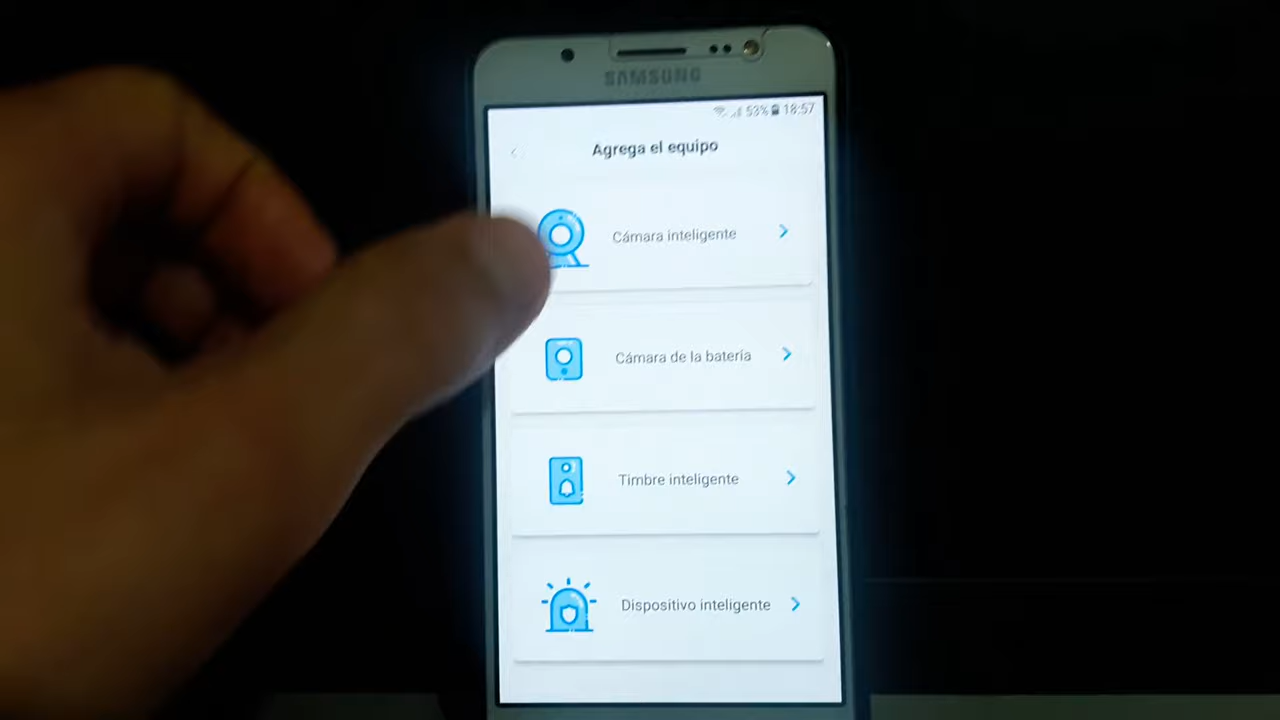 SAMSUNG
53% 18:57
Agrega el equipo
Cámara inteligente
Cámara de la batería
Timbre inteligente
Dispositivo inteligente